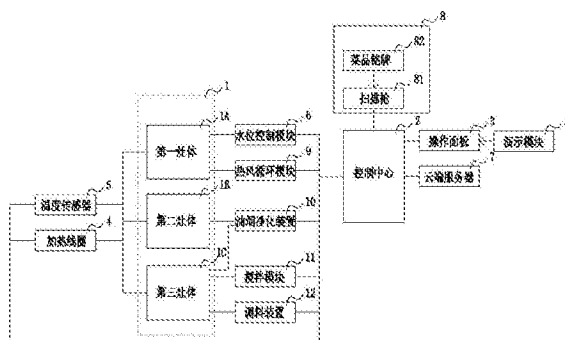 8
82
菜品铭牌
81
扫描枪
1
1A
第一灶体
6
水位控制模块
2
控制中心
3
操作面板
演示模块
9
热风循环模块
7
云端服务器
5
温度传感器
1B
第二灶体
10
油烟净化装置
4
加热线圈
1C
第三灶体
11
搅拌模块
12
调料装置